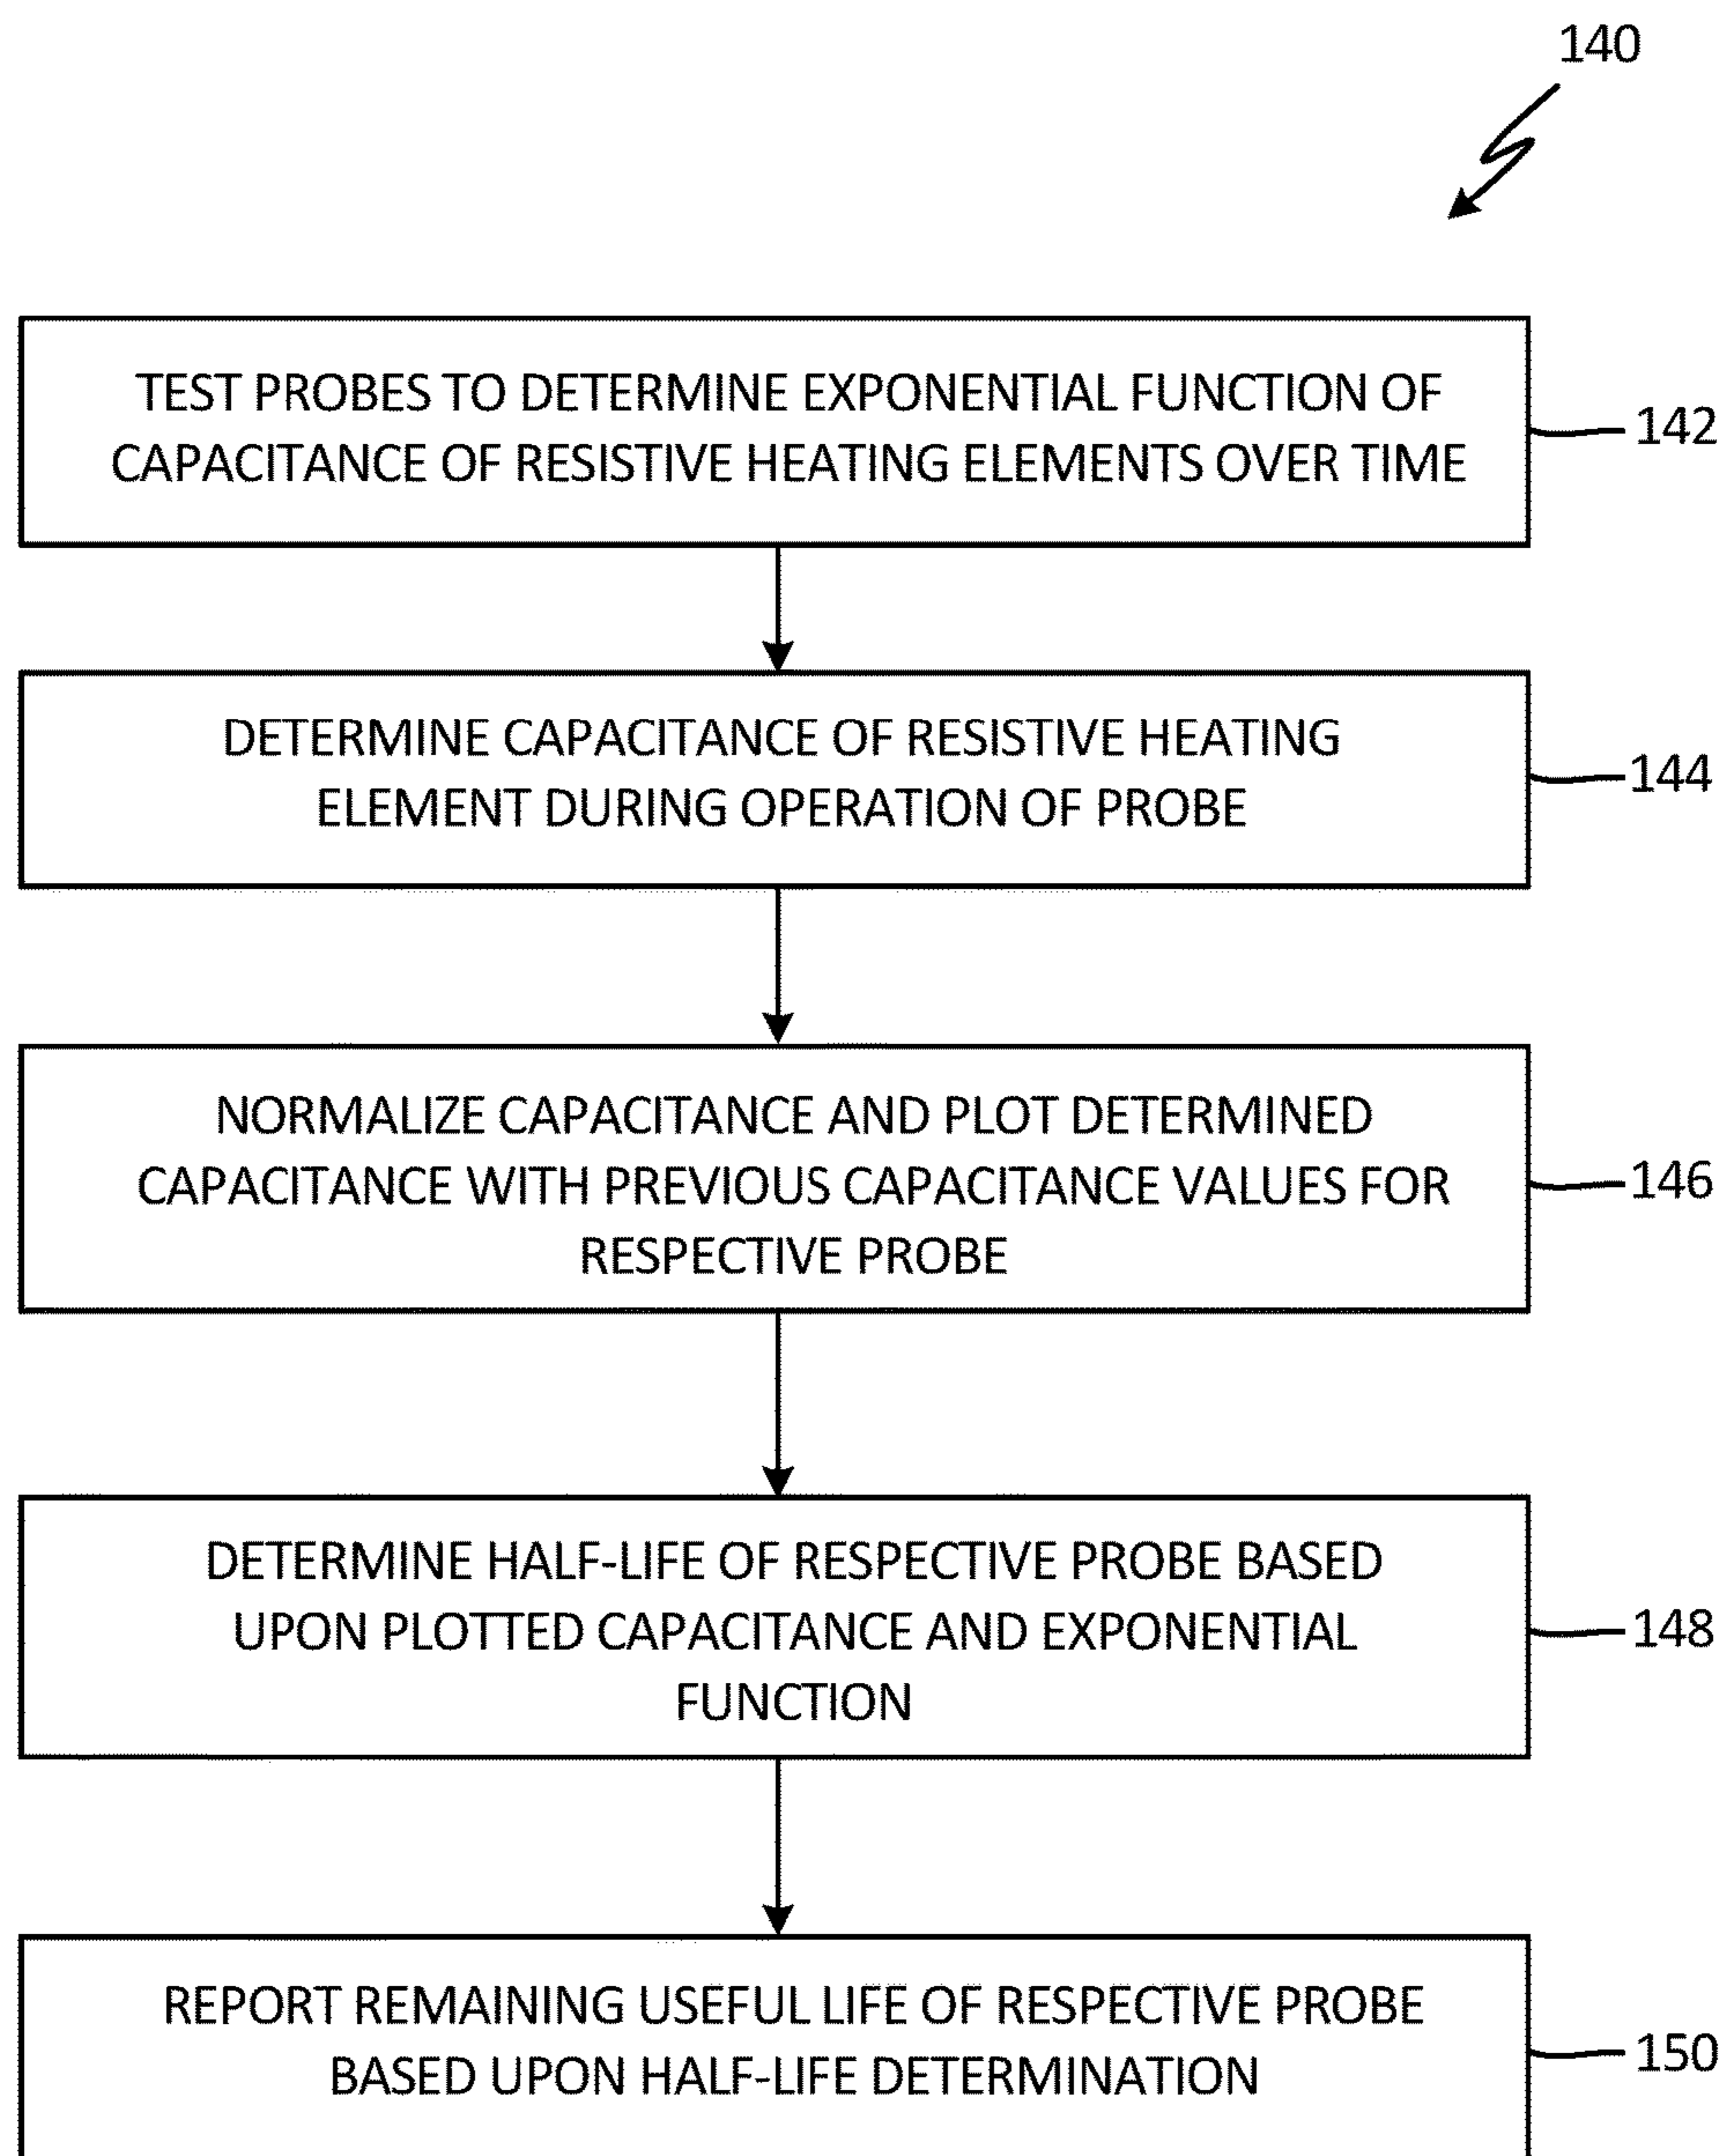 140
TEST PROBES TO DETERMINE EXPONENTIAL FUNCTION OF
CAPACITANCE OF RESISTIVE HEATING ELEMENTS OVER TIME
142
DETERMINE CAPACITANCE OF RESISTIVE HEATING
ELEMENT DURING OPERATION OF PROBE
144
NORMALIZE CAPACITANCE AND PLOT DETERMINED
CAPACITANCE WITH PREVIOUS CAPACITANCE VALUES FOR
RESPECTIVE PROBE
146
DETERMINE HALF-LIFE OF RESPECTIVE PROBE BASED
UPON PLOTTED CAPACITANCE AND EXPONENTIAL
FUNCTION
148
REPORT REMAINING USEFUL LIFE OF RESPECTIVE PROBE
BASED UPON HALF-LIFE DETERMINATION
150